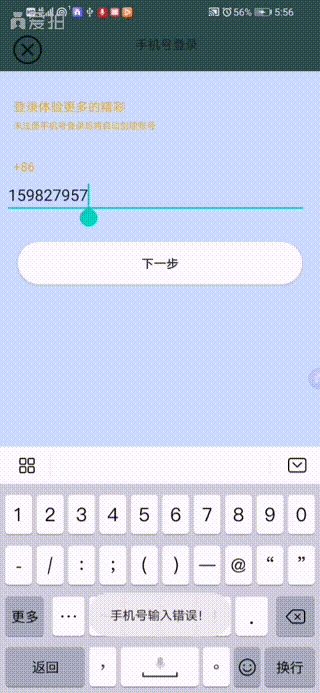 爱拍
56% 5:56
手机号登录
登录体验更多的精彩
未注册手机号登录后将自动创建账号
+86
159827957
下一步
1 2 3 4 5 6 7 8 9 0
- / : ; ( ) — @ “ ”
更多 … 手机号输入错误！ .
返回 ， 。 换行